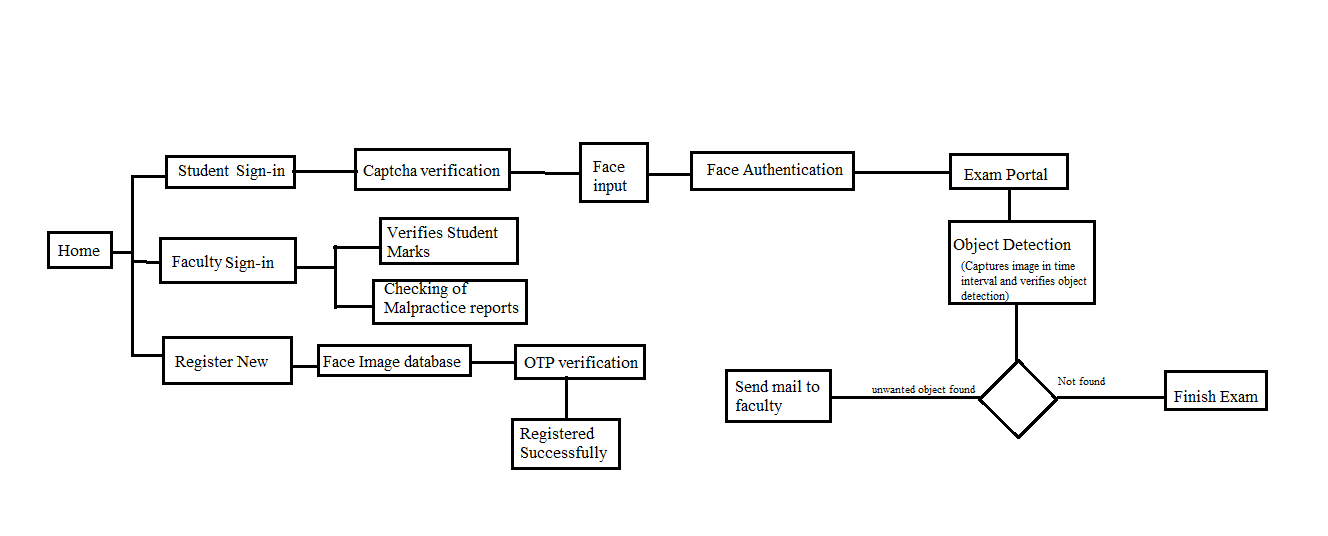 Student Sign-in
Captcha verification
Face
input
Face Authentication
Exam Portal
Home
Faculty Sign-in
Verifies Student
Marks
Checking of
Malpractice reports
Object Detection
(Captures image in time
interval and verifies object
detection)
Register New
Face Image database
OTP verification
Registered
Successfully
Send mail to
faculty
unwanted object found
Not found
Finish Exam